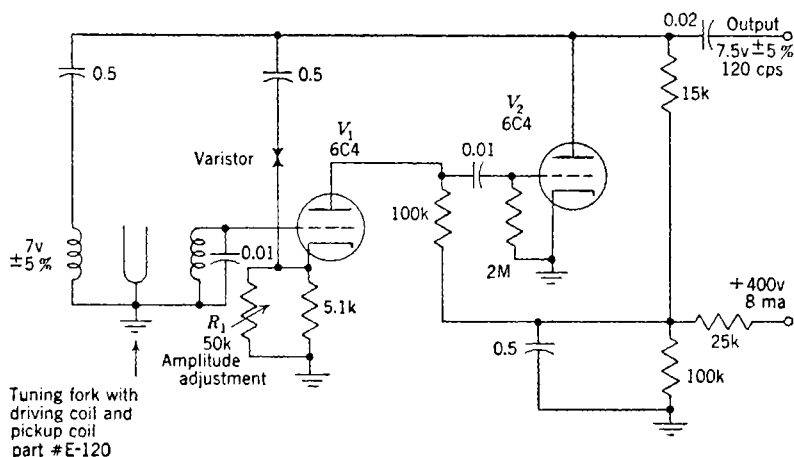 0.02
Output
7.5v ±5%
120 cps
0.5
0.5
15k
V1
6C4
V2
6C4
Varistor
0.01
100k
7v
±5%
0.01
2M
5.1k
+400v
8 ma
R1
50k
Amplitude
adjustment
0.5
25k
100k
Tuning fork with
driving coil and
pickup coil
part #E-120